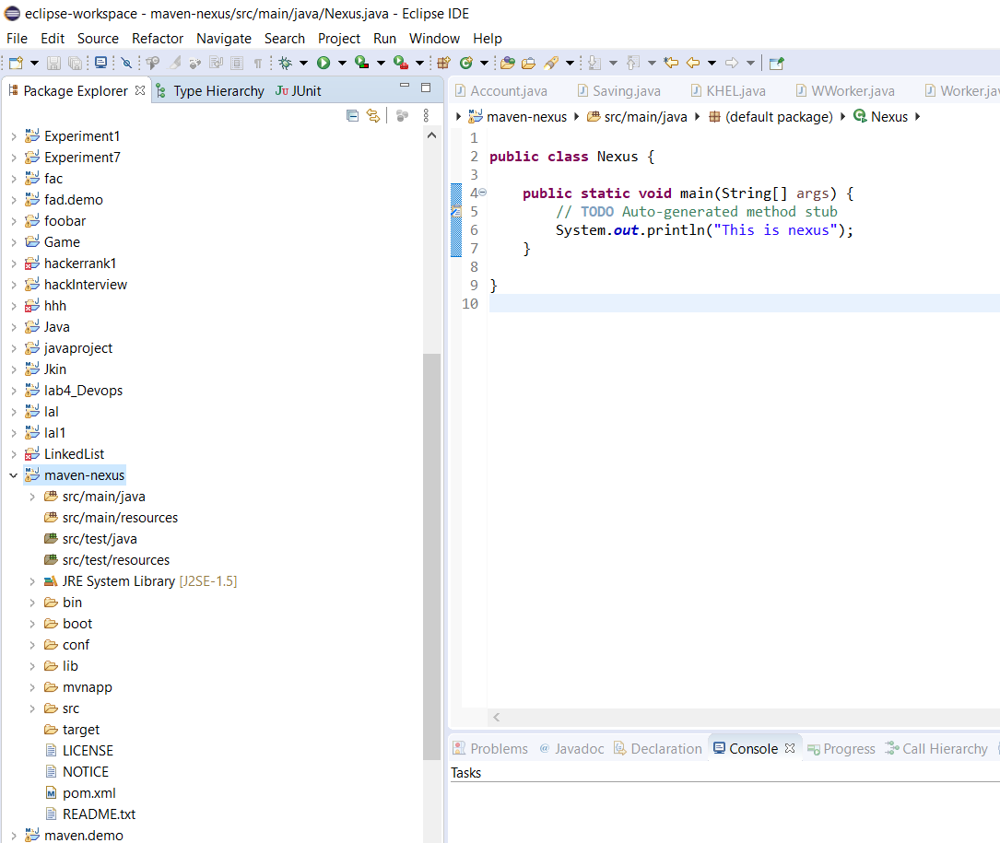 eclipse-workspace - maven-nexus/src/main/java/Nexus.java - Eclipse IDE
File Edit Source Refactor Navigate Search Project Run Window Help
Package Explorer Type Hierarchy JUnit
Experiment1
Experiment7
fac
fad.demo
foobar
Game
hackerrank1
hackInterview
hhh
Java
javaproject
Jkin
lab4_Devops
lal
lal1
LinkedList
maven-nexus
src/main/java
src/main/resources
src/test/java
src/test/resources
JRE System Library [J2SE-1.5]
bin
boot
conf
lib
mvnapp
src
target
LICENSE
NOTICE
pom.xml
README.txt
maven.demo
Account.java Saving.java KHEL.java WWorker.java Worker.jav
maven-nexus src/main/java (default package) Nexus
1
2 public class Nexus {
3
4 public static void main(String[] args) {
5 // TODO Auto-generated method stub
6 System.out.println("This is nexus");
7 }
8
9 }
10
Problems Javadoc Declaration Console Progress Call Hierarchy
Tasks